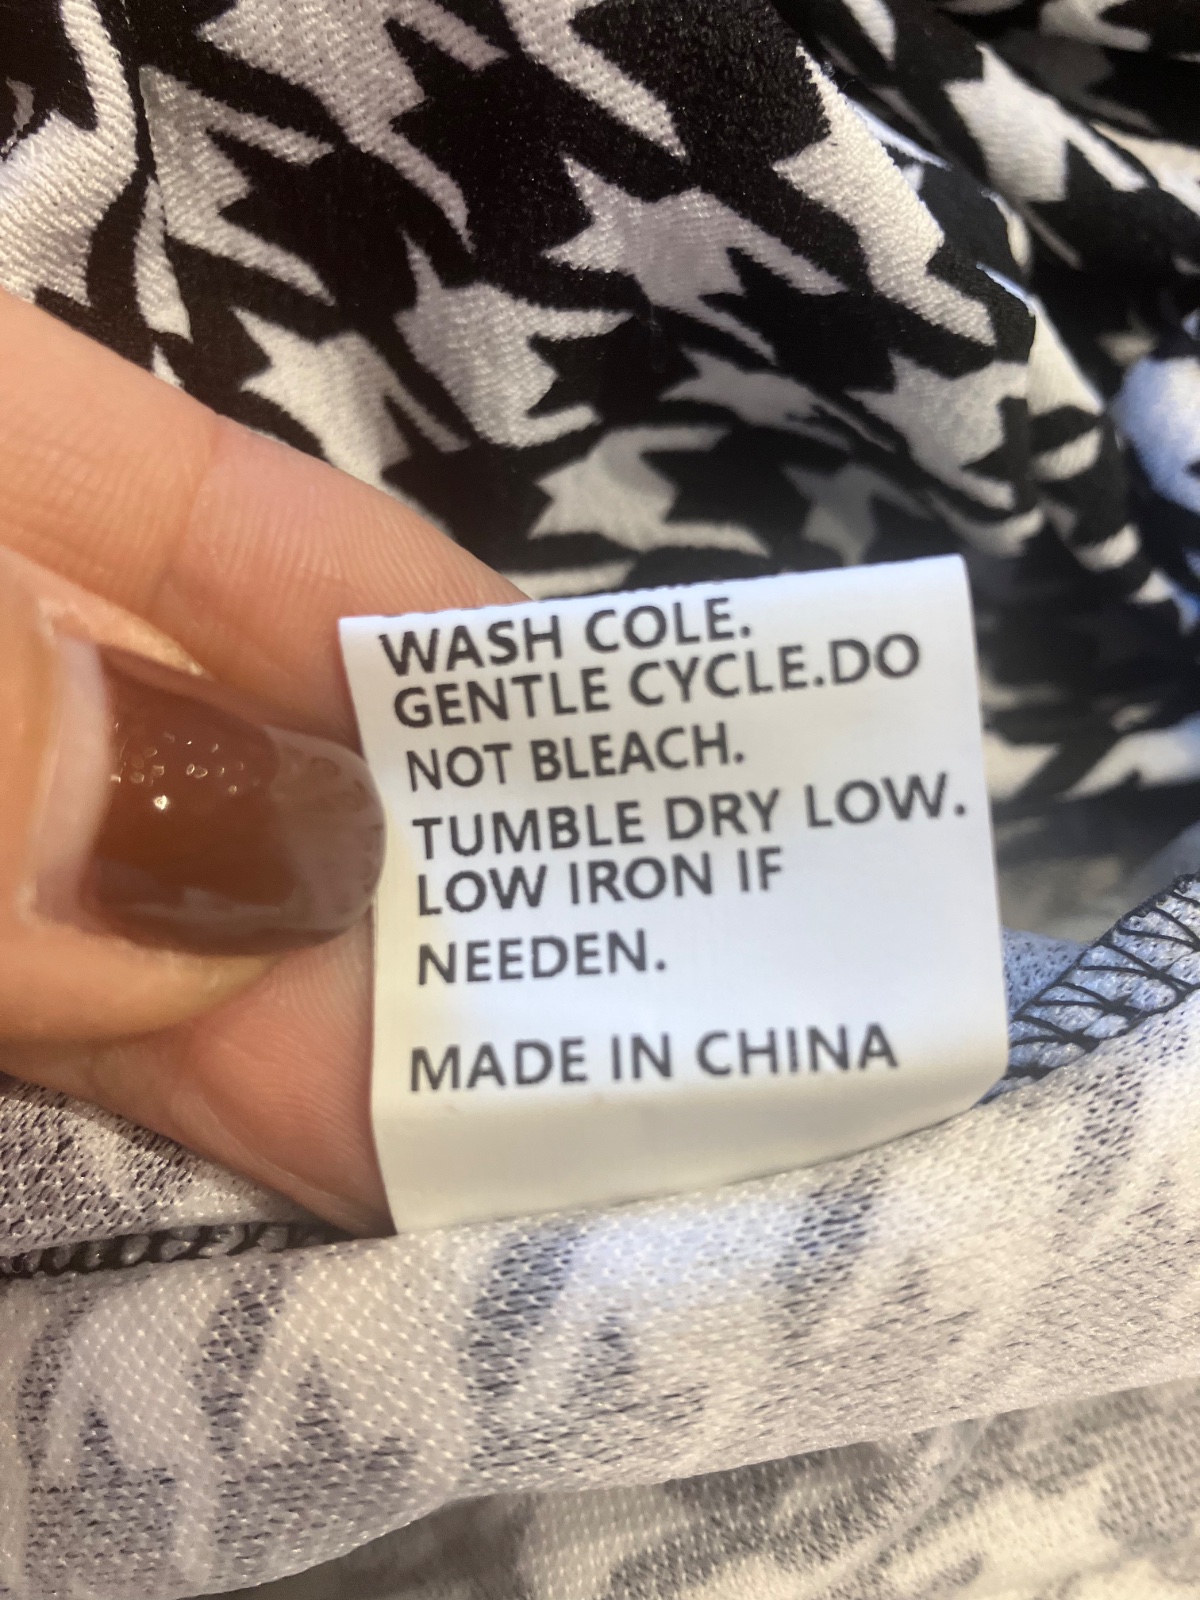 WASH COLE.
GENTLE CYCLE.DO
NOT BLEACH.
TUMBLE DRY LOW.
LOW IRON IF
NEEDEN.
MADE IN CHINA